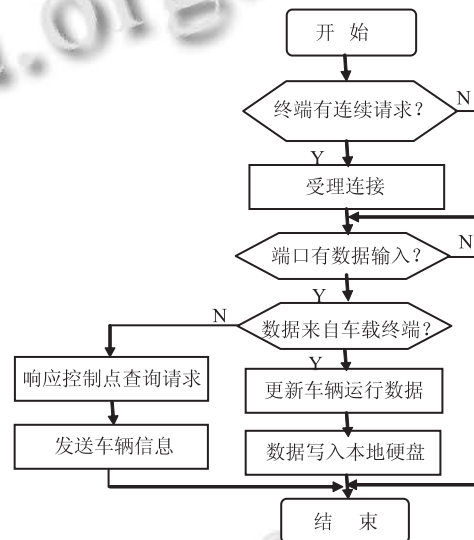 开 始
终端有连续请求?
N
Y
受理连接
端口有数据输入?
N
Y
数据来自车载终端?
N
Y
响应控制点查询请求
更新车辆运行数据
发送车辆信息
数据写入本地硬盘
结 束